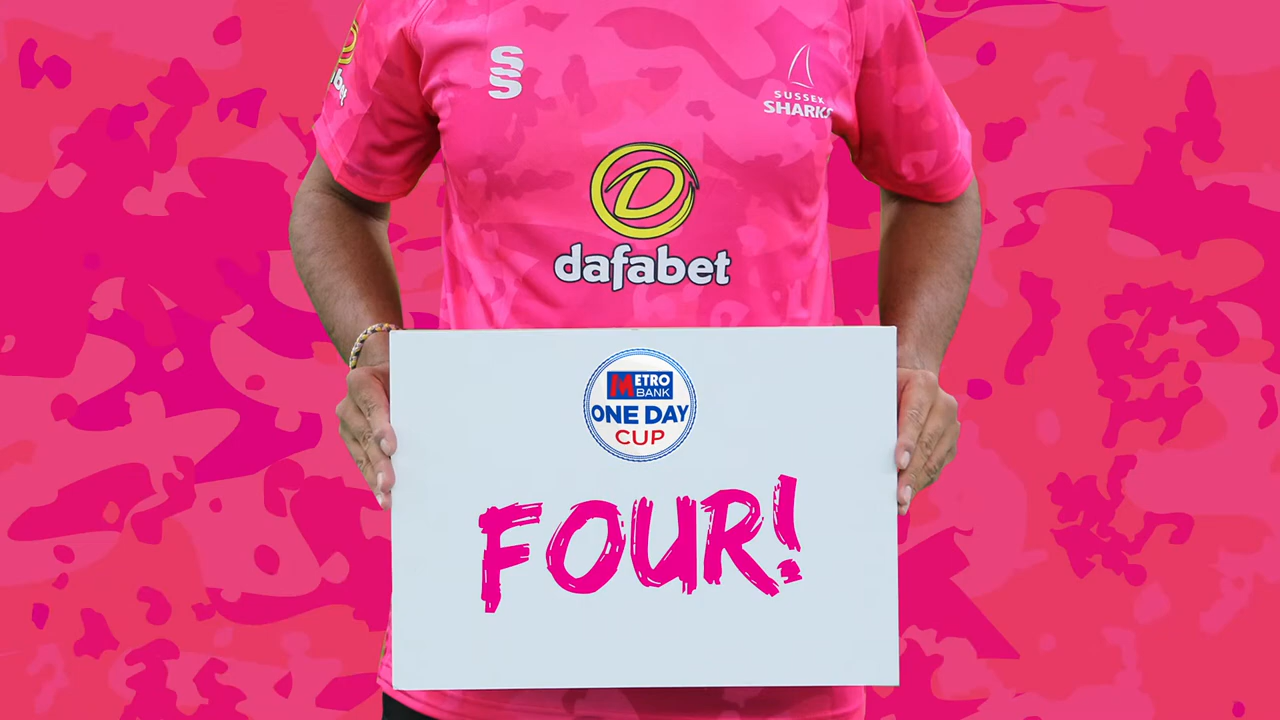 SUSSEX
SHARKS
dafabet
METRO
BANK
ONE DAY
CUP
FOUR!